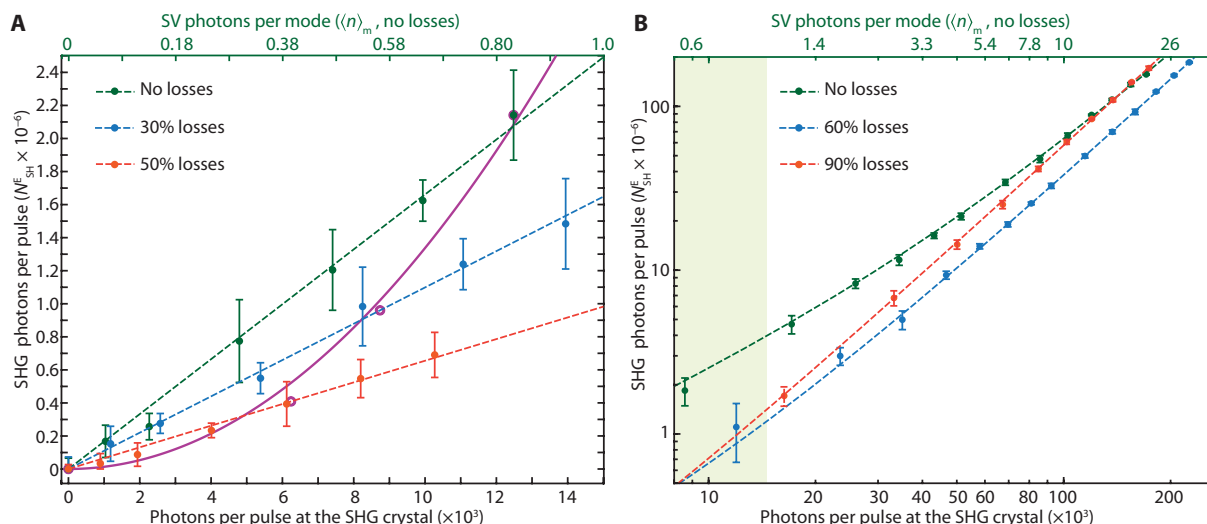 A
SV photons per mode (⟨n⟩m, no losses)
0 0.18 0.38 0.58 0.80 1.0
SHG photons per pulse (N^E_SH × 10^−6)
2.4
2.2
2.0
1.8
1.6
1.4
1.2
1.0
0.8
0.6
0.4
0.2
0
No losses
30% losses
50% losses
0 2 4 6 8 10 12 14
Photons per pulse at the SHG crystal (×10³)
B
SV photons per mode (⟨n⟩m, no losses)
0.6 1.4 3.3 5.4 7.8 10 26
SHG photons per pulse (N^E_SH × 10^−6)
100
10
1
No losses
60% losses
90% losses
10 20 30 40 50 60 80 100 200
Photons per pulse at the SHG crystal (×10³)